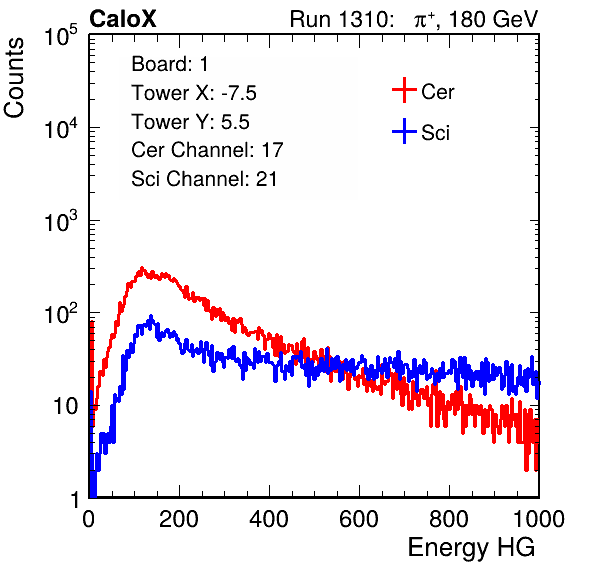 CaloX Run 1310: π⁺, 180 GeV
Counts
10⁵
10⁴
10³
10²
10
1
Board: 1
Tower X: -7.5
Tower Y: 5.5
Cer Channel: 17
Sci Channel: 21
Cer
Sci
0 200 400 600 800 1000
Energy HG